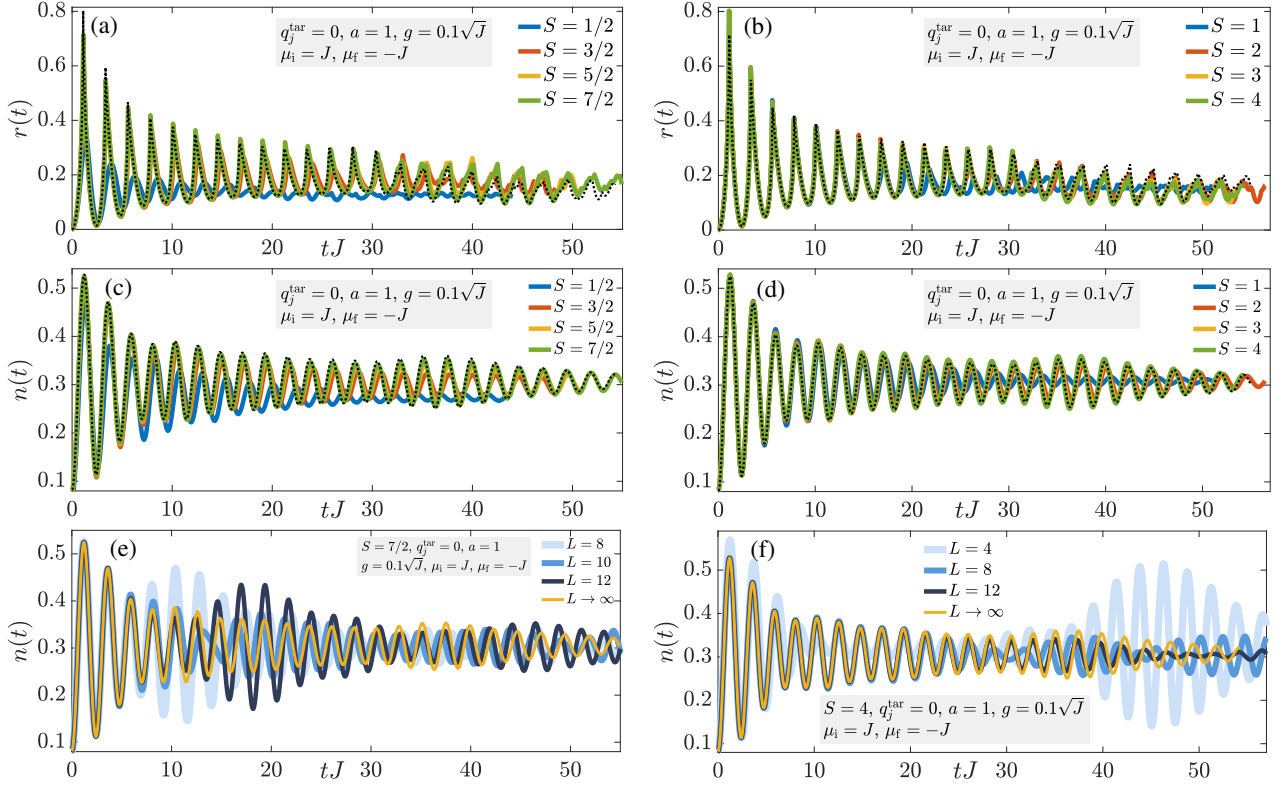 (a)
q_j^tar = 0, a = 1, g = 0.1√J
μ_i = J, μ_f = −J
S = 1/2
S = 3/2
S = 5/2
S = 7/2
r(t)
0.8
0.6
0.4
0.2
0
0 10 20 30 40 50
tJ
(b)
q_j^tar = 0, a = 1, g = 0.1√J
μ_i = J, μ_f = −J
S = 1
S = 2
S = 3
S = 4
r(t)
0.8
0.6
0.4
0.2
0
0 10 20 30 40 50
tJ
(c)
q_j^tar = 0, a = 1, g = 0.1√J
μ_i = J, μ_f = −J
S = 1/2
S = 3/2
S = 5/2
S = 7/2
n(t)
0.5
0.4
0.3
0.2
0.1
0 10 20 30 40 50
tJ
(d)
q_j^tar = 0, a = 1, g = 0.1√J
μ_i = J, μ_f = −J
S = 1
S = 2
S = 3
S = 4
n(t)
0.5
0.4
0.3
0.2
0.1
0 10 20 30 40 50
tJ
(e)
S = 7/2, q_j^tar = 0, a = 1
g = 0.1√J, μ_i = J, μ_f = −J
L = 8
L = 10
L = 12
L → ∞
n(t)
0.5
0.4
0.3
0.2
0.1
0 10 20 30 40 50
tJ
(f)
L = 4
L = 8
L = 12
L → ∞
S = 4, q_j^tar = 0, a = 1, g = 0.1√J
μ_i = J, μ_f = −J
n(t)
0.5
0.4
0.3
0.2
0.1
0 10 20 30 40 50
tJ